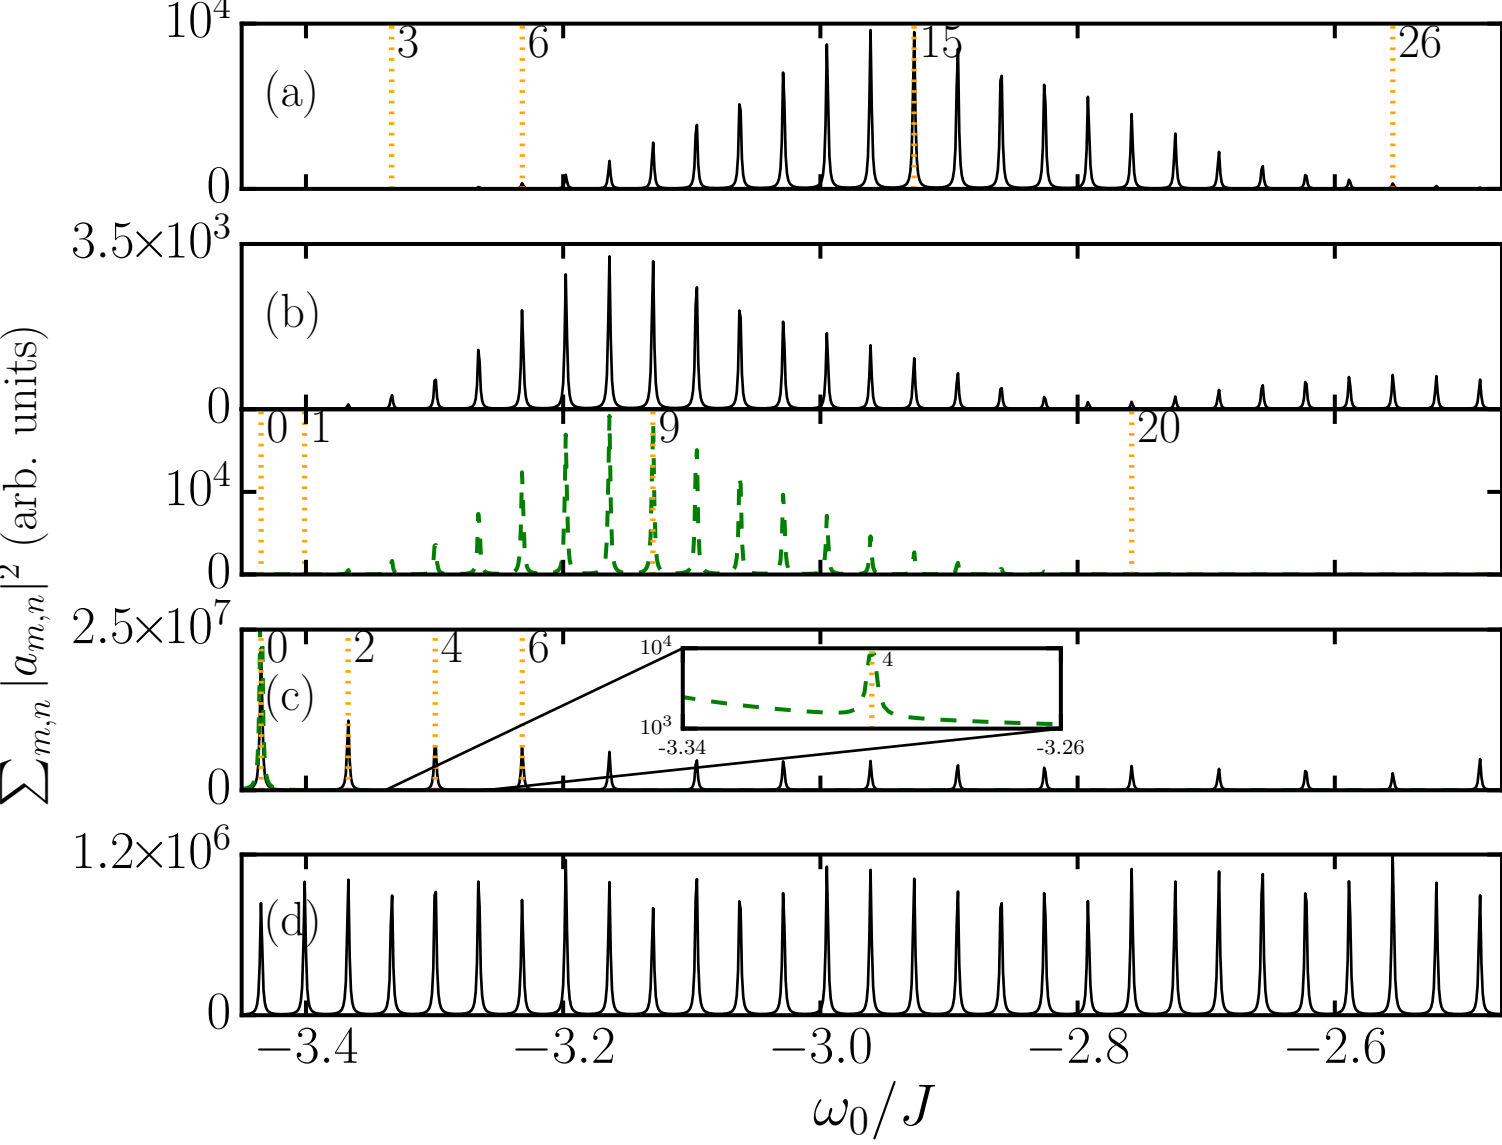 10^4
3 6 15 26
(a)
0
3.5×10^3
(b)
0
0 1 9 20
10^4
0
∑_{m,n} |a_{m,n}|^2 (arb. units)
2.5×10^7
0 2 4 6
10^4
4
(c)
10^3
-3.34 -3.26
0
1.2×10^6
(d)
0
−3.4 −3.2 −3.0 −2.8 −2.6
ω_0/J